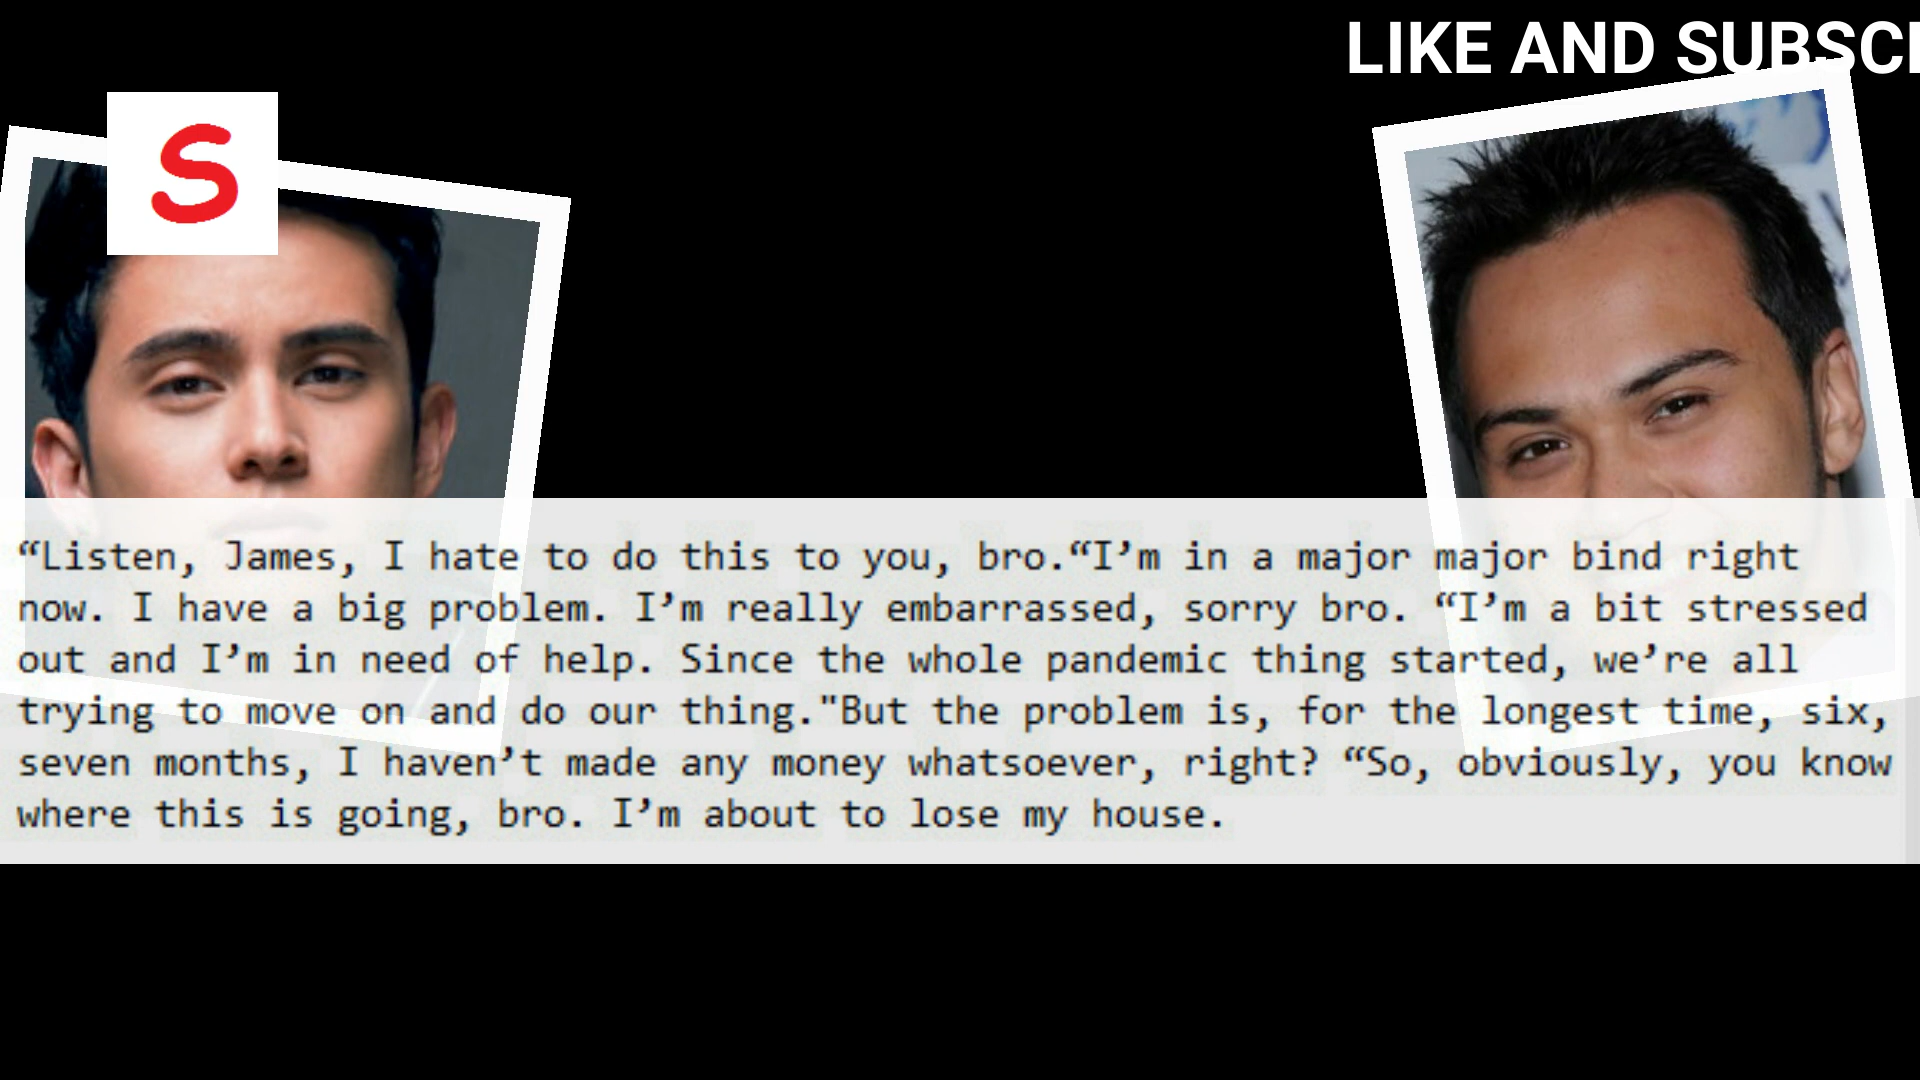 LIKE AND SUBSC
S
“Listen, James, I hate to do this to you, bro.“I’m in a major major bind right
now. I have a big problem. I’m really embarrassed, sorry bro. “I’m a bit stressed
out and I’m in need of help. Since the whole pandemic thing started, we’re all
trying to move on and do our thing."But the problem is, for the longest time, six,
seven months, I haven’t made any money whatsoever, right? “So, obviously, you know
where this is going, bro. I’m about to lose my house.